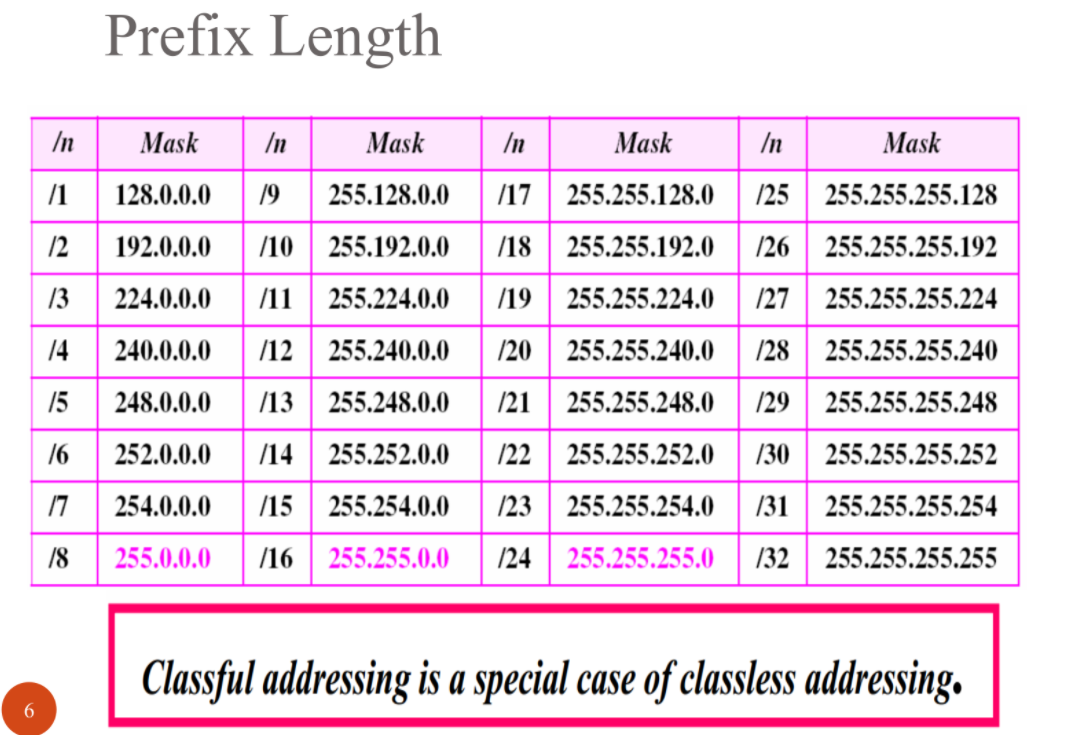 Prefix Length
/n Mask /n Mask /n Mask /n Mask
/1 128.0.0.0 /9 255.128.0.0 /17 255.255.128.0 /25 255.255.255.128
/2 192.0.0.0 /10 255.192.0.0 /18 255.255.192.0 /26 255.255.255.192
/3 224.0.0.0 /11 255.224.0.0 /19 255.255.224.0 /27 255.255.255.224
/4 240.0.0.0 /12 255.240.0.0 /20 255.255.240.0 /28 255.255.255.240
/5 248.0.0.0 /13 255.248.0.0 /21 255.255.248.0 /29 255.255.255.248
/6 252.0.0.0 /14 255.252.0.0 /22 255.255.252.0 /30 255.255.255.252
/7 254.0.0.0 /15 255.254.0.0 /23 255.255.254.0 /31 255.255.255.254
/8 255.0.0.0 /16 255.255.0.0 /24 255.255.255.0 /32 255.255.255.255
Classful addressing is a special case of classless addressing.
6